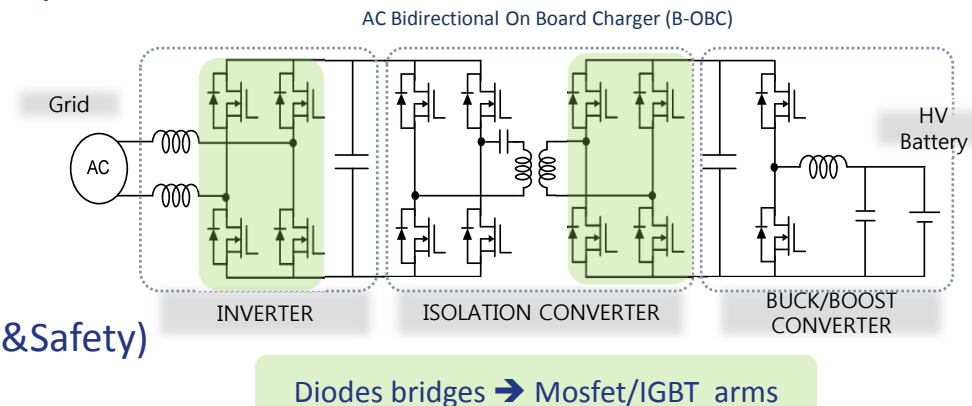 AC Bidirectional On Board Charger (B-OBC)
Grid
AC
HV
Battery
INVERTER
ISOLATION CONVERTER
BUCK/BOOST
CONVERTER
&Safety)
Diodes bridges ➔ Mosfet/IGBT arms